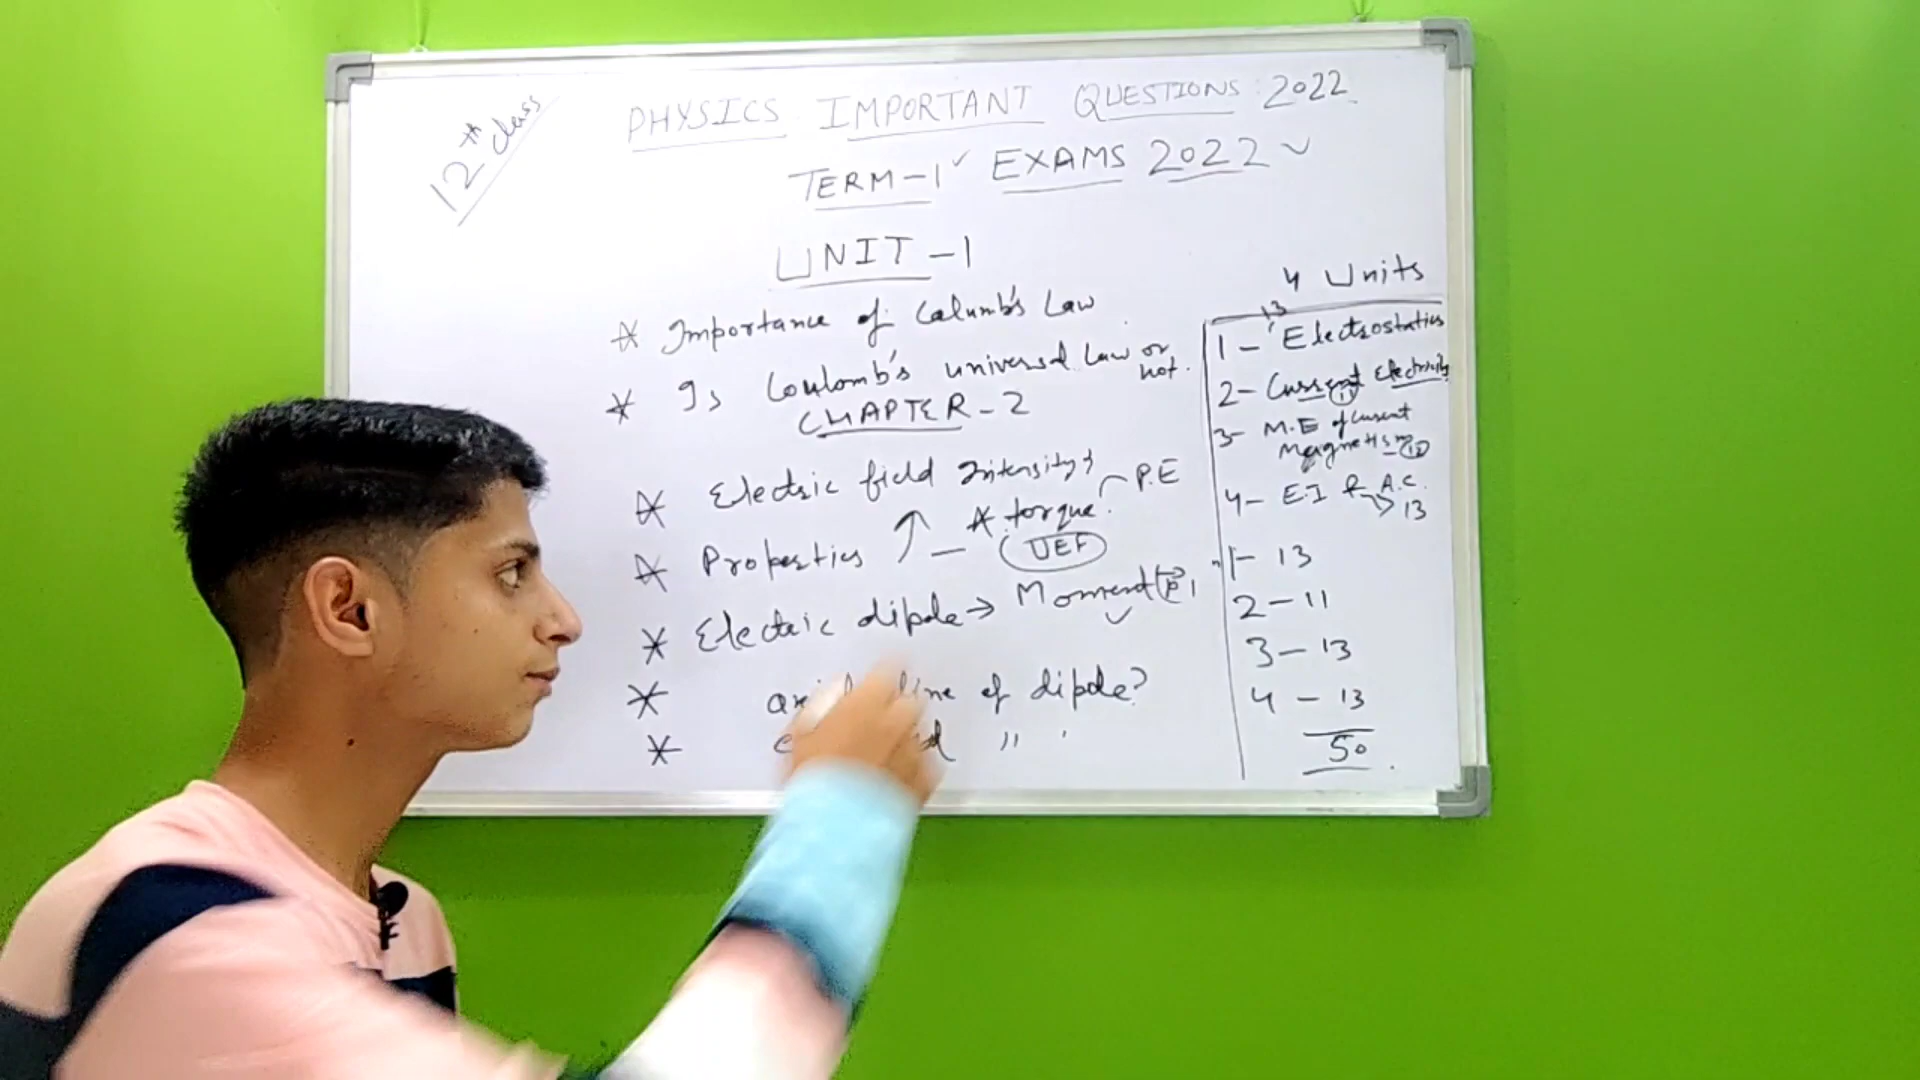 12th class
PHYSICS IMPORTANT QUESTIONS 2022
TERM-1 EXAMS 2022
UNIT-1
* Importance of Calumb's Law
* Is Coulomb's universal law or not.
CHAPTER-2
* Electric field Intensity
* Properties
* torque. P.E
UEF
* Electric dipole → Moment (P)
* line of dipole?
* " "
4 Units
13
1- Electrostatics
2- Current Electricity
11
3- M.E of Current
Magnetism 12
4- E.I & A.C.
13
1- 13
2-11
3-13
4-13
50